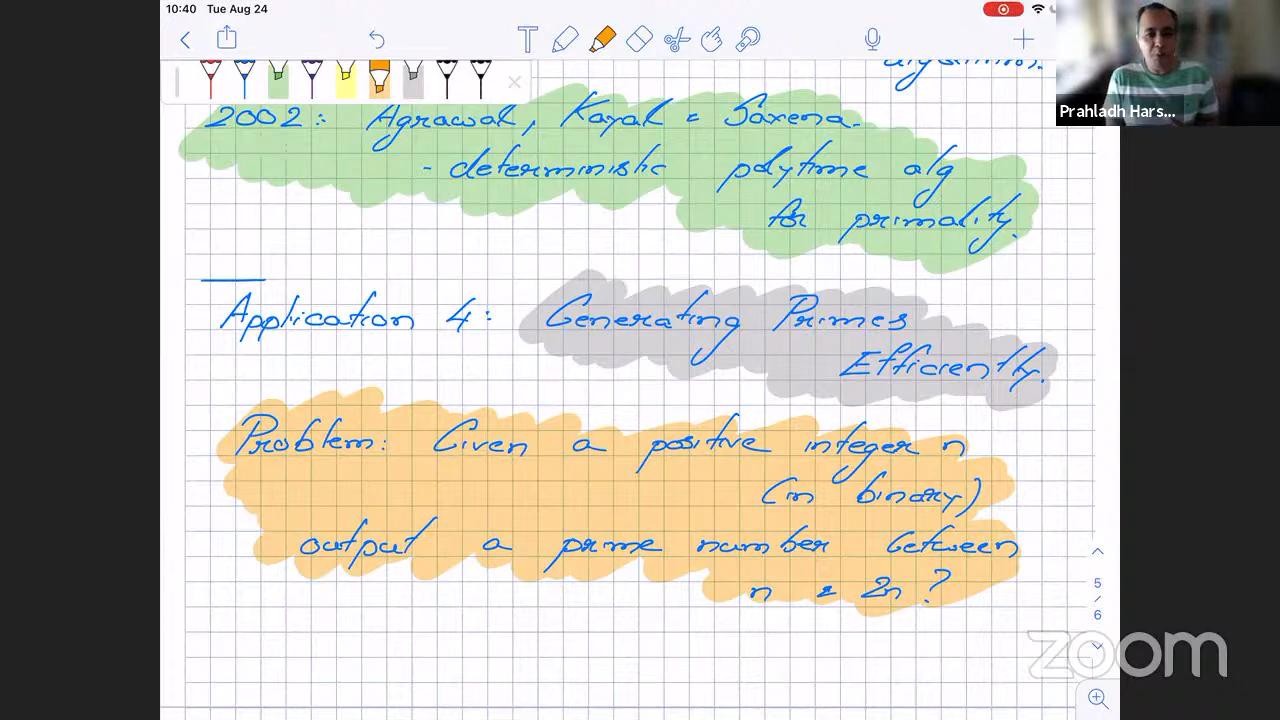 10:40 Tue Aug 24
Prahladh Hars...
2002: Agrawal, Kayal & Saxena.
- deterministic polytime alg
for primality.
Application 4: Generating Primes
Efficiently.
Problem: Given a positive integer n
(in binary)
output a prime number between
n & 2n?
5
6
zoom